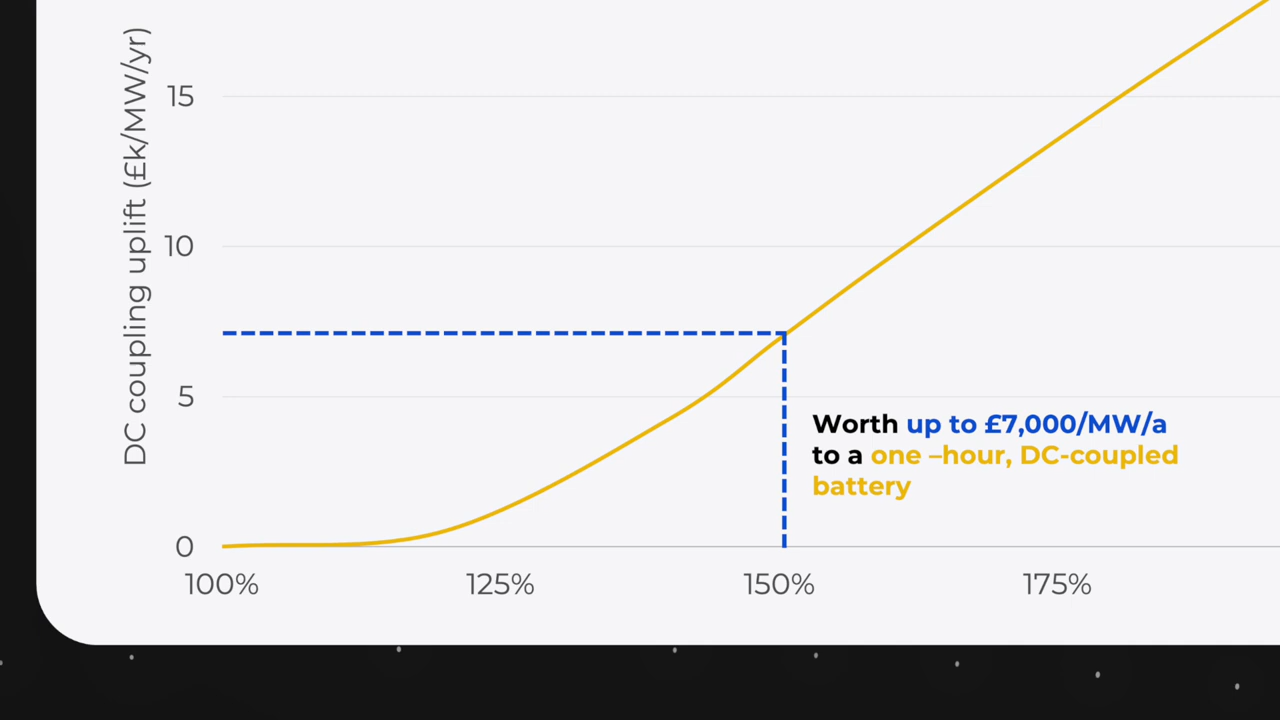 DC coupling uplift (£k/MW/yr)
15
10
5
0
Worth up to £7,000/MW/a
to a one –hour, DC-coupled
battery
100% 125% 150% 175%